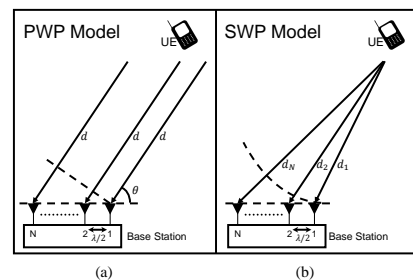 PWP Model
UE
d
d
d
θ
N
2
λ/2
1
Base Station
(a)
SWP Model
UE
d_N
d_2
d_1
N
2
λ/2
1
Base Station
(b)